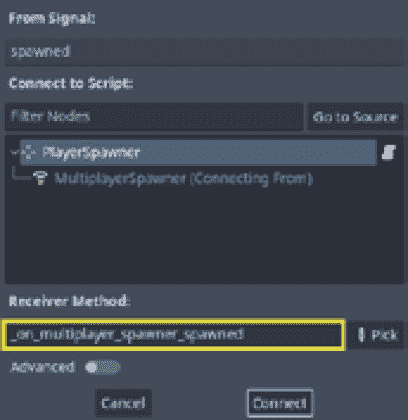 From Signal:
spawned
Connect to Script:
Filter Nodes
Go to Source
PlayerSpawner
MultiplayerSpawner (Connecting From)
Receiver Method:
_on_multiplayer_spawner_spawned
Pick
Advanced
Cancel
Connect